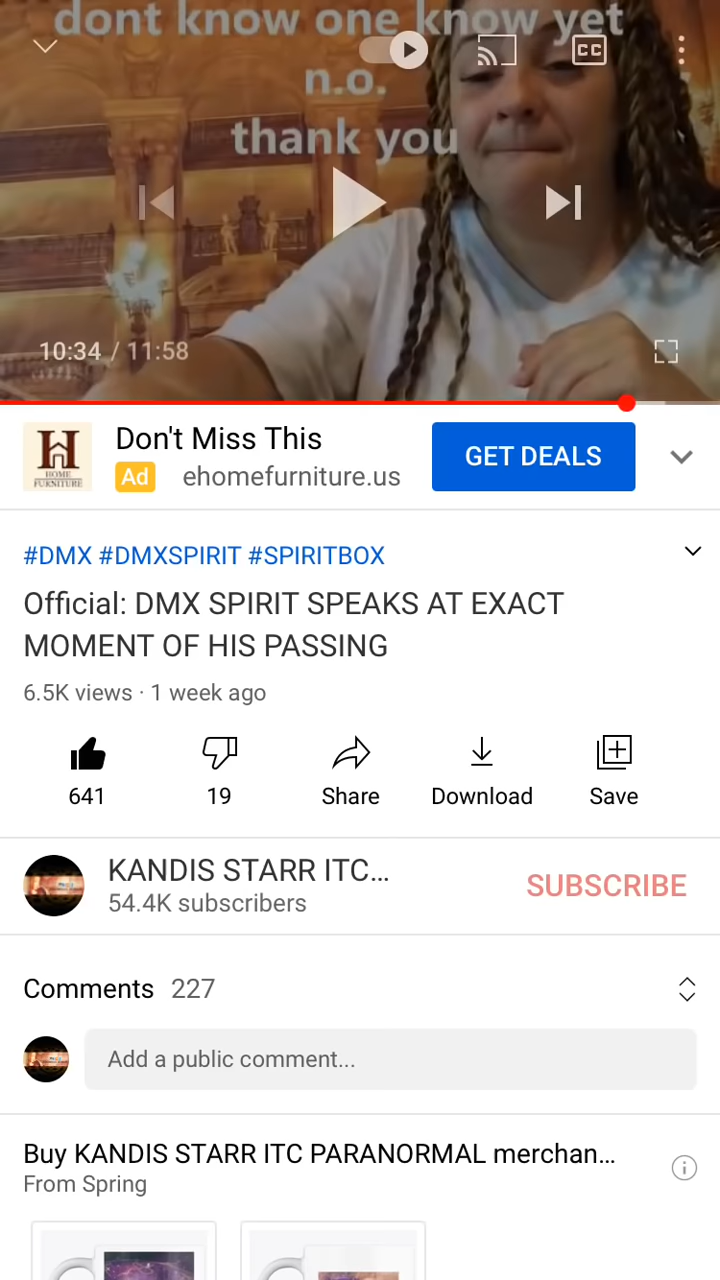 dont know one know yet
n.o.
thank you
CC
10:34 / 11:58
H
HOME
FURNITURE
Don't Miss This
Ad ehomefurniture.us
GET DEALS
#DMX #DMXSPIRIT #SPIRITBOX
Official: DMX SPIRIT SPEAKS AT EXACT
MOMENT OF HIS PASSING
6.5K views · 1 week ago
641
19
Share
Download
Save
KANDIS STARR ITC...
54.4K subscribers
SUBSCRIBE
Comments 227
Add a public comment...
Buy KANDIS STARR ITC PARANORMAL merchan...
From Spring